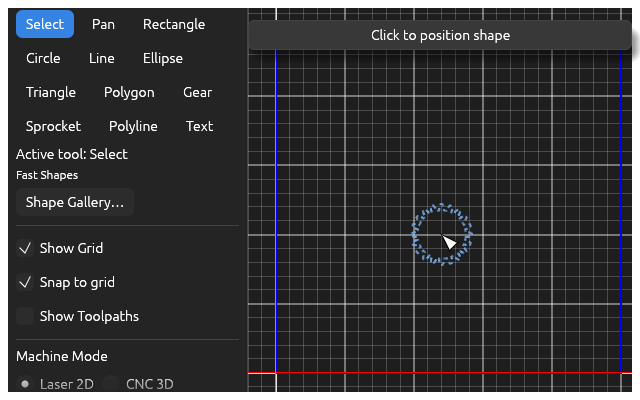 Select Pan Rectangle
Click to position shape
Circle Line Ellipse
Triangle Polygon Gear
Sprocket Polyline Text
Active tool: Select
Fast Shapes
Shape Gallery...
Show Grid
Snap to grid
Show Toolpaths
Machine Mode
Laser 2D CNC 3D